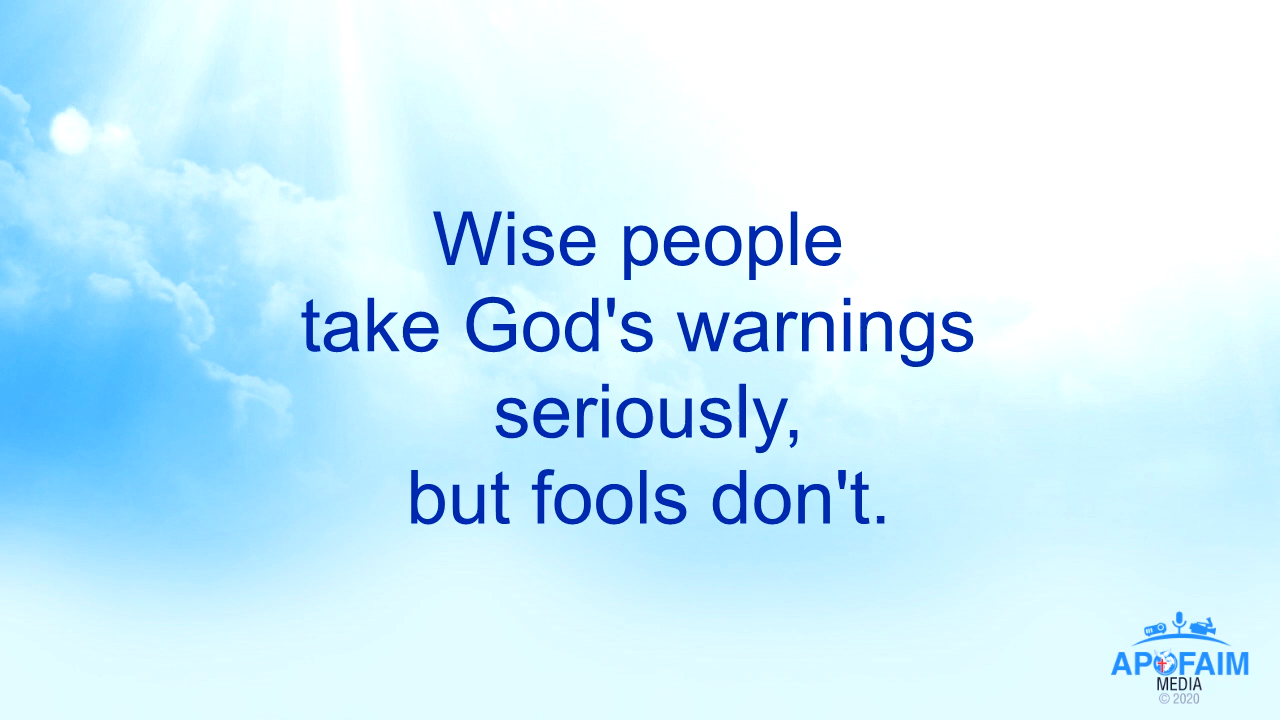 Wise people
take God's warnings
seriously,
but fools don't.
APOFAIM
MEDIA
© 2020